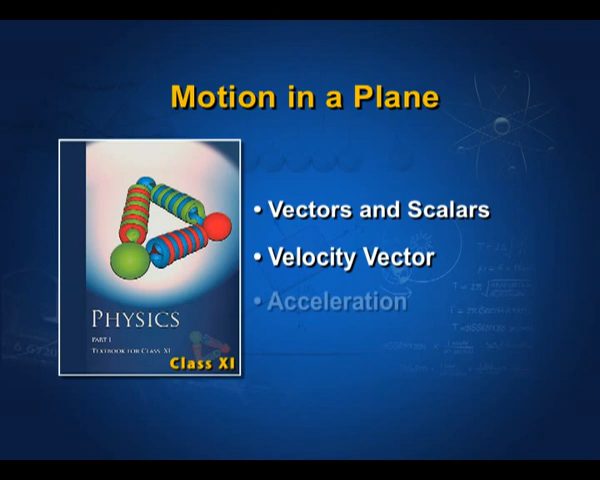 Motion in a Plane
• Vectors and Scalars
• Velocity Vector
• Acceleration
PHYSICS
PART I
TEXTBOOK FOR CLASS XI
Class XI